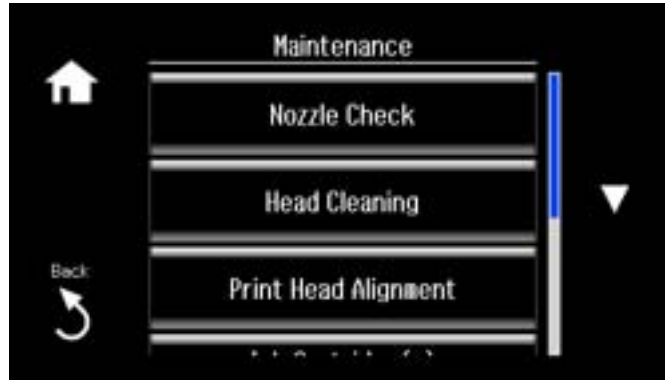 Maintenance
Nozzle Check
Head Cleaning
Back
Print Head Alignment